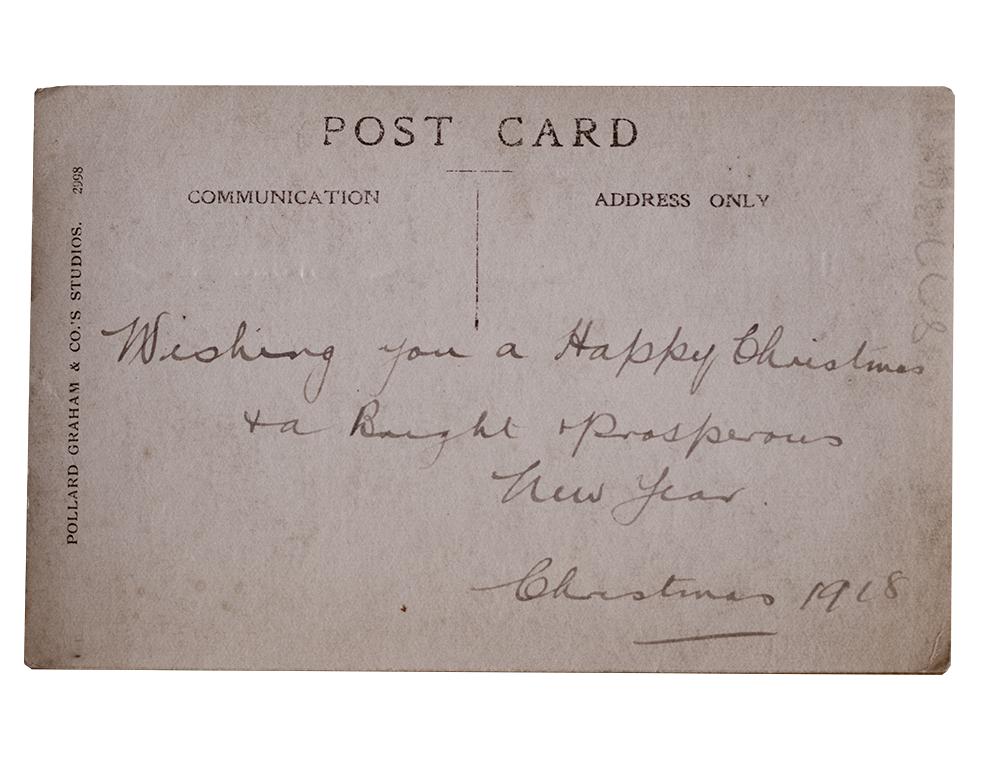 POST CARD
COMMUNICATION
ADDRESS ONLY
POLLARD GRAHAM & CO.'S STUDIOS. 2998
Wishing you a Happy Christmas
& a Bright & Prosperous
New Year.
Christmas 1918